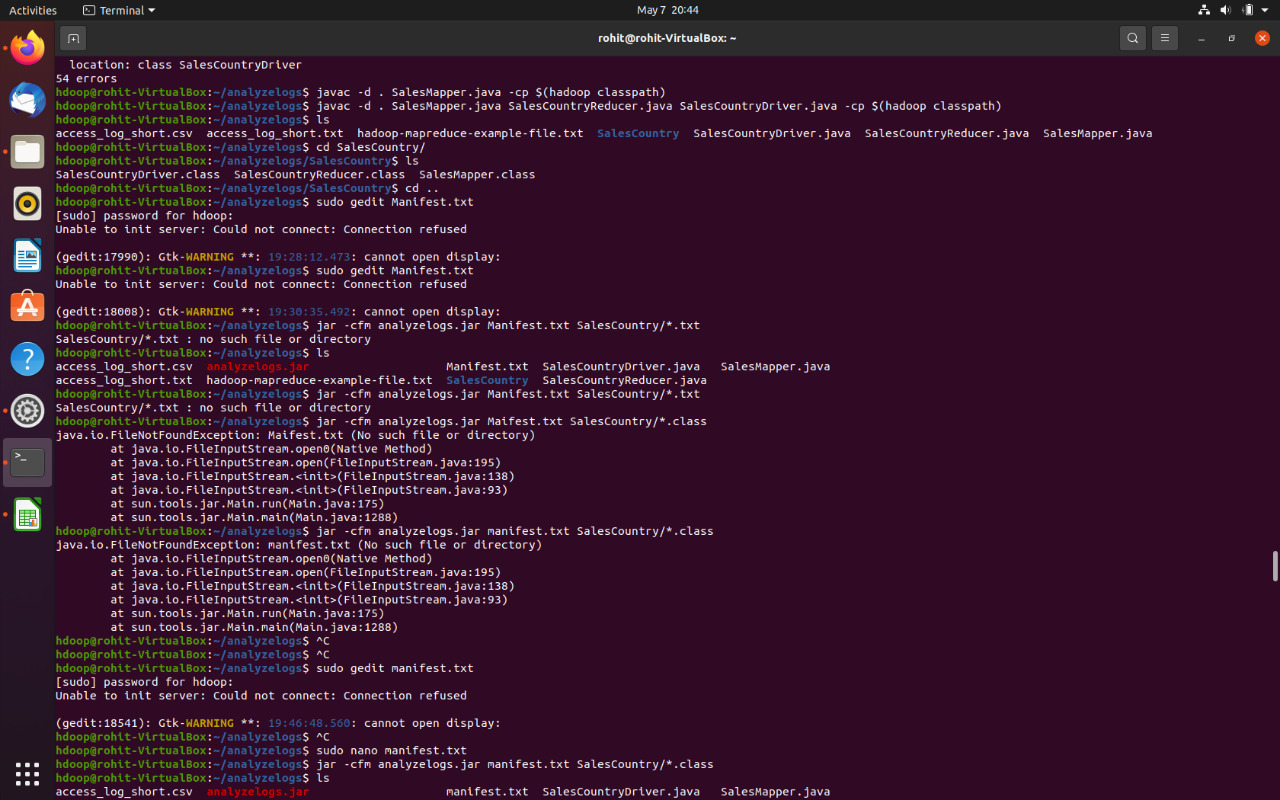 Activities Terminal May 7 20:44
rohit@rohit-VirtualBox: ~
location: class SalesCountryDriver
54 errors
hdoop@rohit-VirtualBox:~/analyzelogs$ javac -d . SalesMapper.java -cp $(hadoop classpath)
hdoop@rohit-VirtualBox:~/analyzelogs$ javac -d . SalesMapper.java SalesCountryReducer.java SalesCountryDriver.java -cp $(hadoop classpath)
hdoop@rohit-VirtualBox:~/analyzelogs$ ls
access_log_short.csv access_log_short.txt hadoop-mapreduce-example-file.txt SalesCountry SalesCountryDriver.java SalesCountryReducer.java SalesMapper.java
hdoop@rohit-VirtualBox:~/analyzelogs$ cd SalesCountry/
hdoop@rohit-VirtualBox:~/analyzelogs/SalesCountry$ ls
SalesCountryDriver.class SalesCountryReducer.class SalesMapper.class
hdoop@rohit-VirtualBox:~/analyzelogs/SalesCountry$ cd ..
hdoop@rohit-VirtualBox:~/analyzelogs$ sudo gedit Manifest.txt
[sudo] password for hdoop:
Unable to init server: Could not connect: Connection refused
(gedit:17990): Gtk-WARNING **: 19:28:12.473: cannot open display:
hdoop@rohit-VirtualBox:~/analyzelogs$ sudo gedit Manifest.txt
Unable to init server: Could not connect: Connection refused
(gedit:18008): Gtk-WARNING **: 19:30:35.492: cannot open display:
hdoop@rohit-VirtualBox:~/analyzelogs$ jar -cfm analyzelogs.jar Manifest.txt SalesCountry/*.txt
SalesCountry/*.txt : no such file or directory
hdoop@rohit-VirtualBox:~/analyzelogs$ ls
access_log_short.csv analyzelogs.jar Manifest.txt SalesCountryDriver.java SalesMapper.java
access_log_short.txt hadoop-mapreduce-example-file.txt SalesCountry SalesCountryReducer.java
hdoop@rohit-VirtualBox:~/analyzelogs$ jar -cfm analyzelogs.jar Manifest.txt SalesCountry/*.txt
SalesCountry/*.txt : no such file or directory
hdoop@rohit-VirtualBox:~/analyzelogs$ jar -cfm analyzelogs.jar Maifest.txt SalesCountry/*.class
java.io.FileNotFoundException: Maifest.txt (No such file or directory)
at java.io.FileInputStream.open0(Native Method)
at java.io.FileInputStream.open(FileInputStream.java:195)
at java.io.FileInputStream.<init>(FileInputStream.java:138)
at java.io.FileInputStream.<init>(FileInputStream.java:93)
at sun.tools.jar.Main.run(Main.java:175)
at sun.tools.jar.Main.main(Main.java:1288)
hdoop@rohit-VirtualBox:~/analyzelogs$ jar -cfm analyzelogs.jar manifest.txt SalesCountry/*.class
java.io.FileNotFoundException: manifest.txt (No such file or directory)
at java.io.FileInputStream.open0(Native Method)
at java.io.FileInputStream.open(FileInputStream.java:195)
at java.io.FileInputStream.<init>(FileInputStream.java:138)
at java.io.FileInputStream.<init>(FileInputStream.java:93)
at sun.tools.jar.Main.run(Main.java:175)
at sun.tools.jar.Main.main(Main.java:1288)
hdoop@rohit-VirtualBox:~/analyzelogs$ ^C
hdoop@rohit-VirtualBox:~/analyzelogs$ ^C
hdoop@rohit-VirtualBox:~/analyzelogs$ sudo gedit manifest.txt
[sudo] password for hdoop:
Unable to init server: Could not connect: Connection refused
(gedit:18541): Gtk-WARNING **: 19:46:48.560: cannot open display:
hdoop@rohit-VirtualBox:~/analyzelogs$ ^C
hdoop@rohit-VirtualBox:~/analyzelogs$ sudo nano manifest.txt
hdoop@rohit-VirtualBox:~/analyzelogs$ jar -cfm analyzelogs.jar manifest.txt SalesCountry/*.class
hdoop@rohit-VirtualBox:~/analyzelogs$ ls
access_log_short.csv analyzelogs.jar manifest.txt SalesCountryDriver.java SalesMapper.java